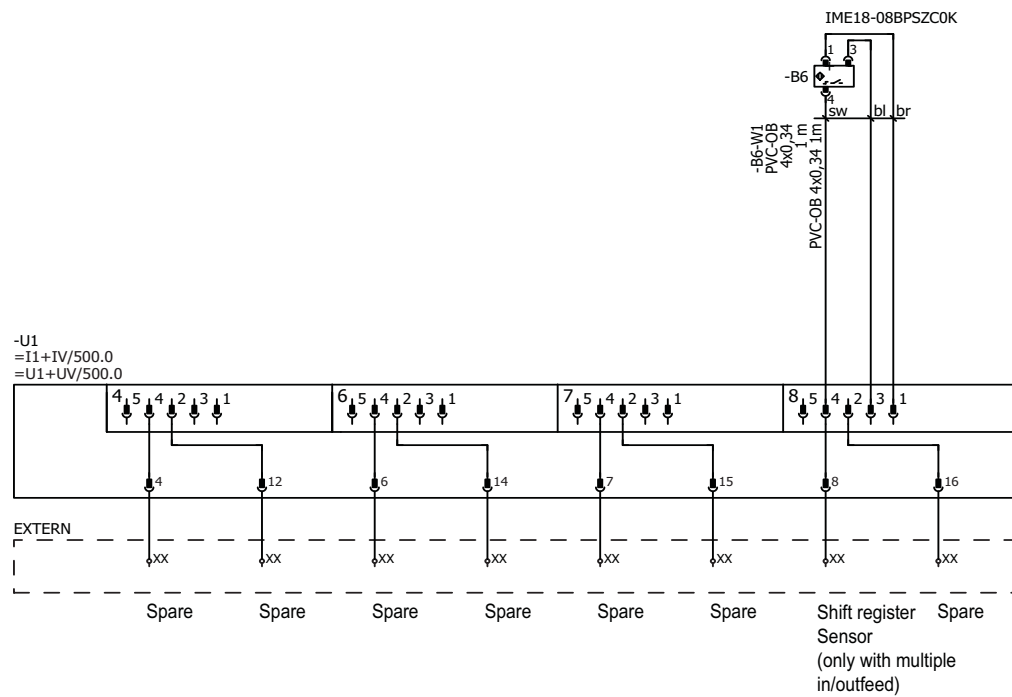 IME18-08BPSZC0K
1 3
-B6
4
sw bl br
-B6-W1
PVC-OB
4x0,34
1 m
PVC-OB 4x0,34 1m
-U1
=I1+IV/500.0
=U1+UV/500.0
4 5 4 2 3 1 6 5 4 2 3 1 7 5 4 2 3 1 8 5 4 2 3 1
4 12 6 14 7 15 8 16
EXTERN
XX XX XX XX XX XX XX XX
Spare Spare Spare Spare Spare Spare Shift register Spare
Sensor
(only with multiple
in/outfeed)